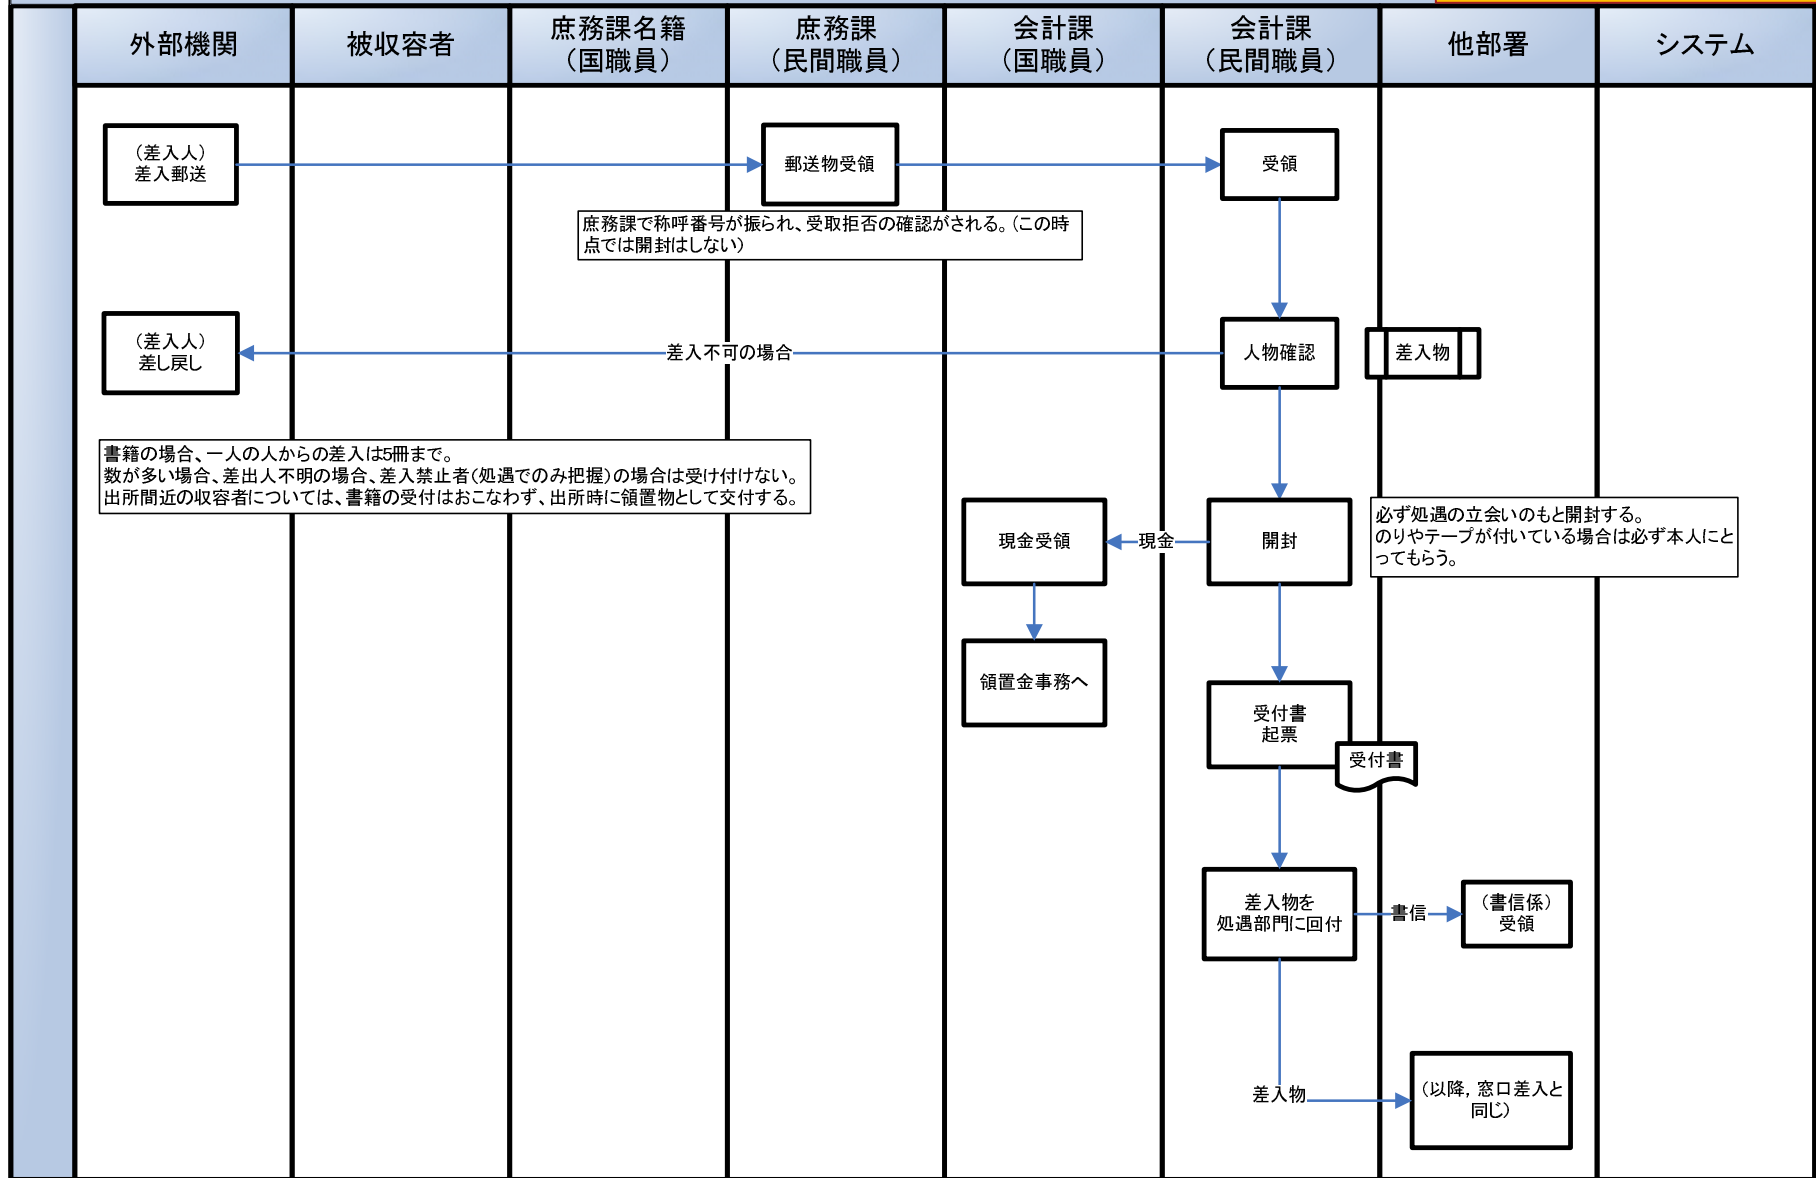 外部機関
被収容者
庶務課名籍
（国職員）
庶務課
（民間職員）
会計課
（国職員）
会計課
（民間職員）
他部署
システム
（差入人）
差入郵送
郵送物受領
受領
庶務課で称呼番号が振られ、受取拒否の確認がされる。（この時
点では開封はしない）
（差入人）
差し戻し
差入不可の場合
人物確認
差入物
書籍の場合、一人の人からの差入は5冊まで。
数が多い場合、差出人不明の場合、差入禁止者（処遇でのみ把握）の場合は受け付けない。
出所間近の収容者については、書籍の受付はおこなわず、出所時に領置物として交付する。
現金受領
現金
開封
必ず処遇の立会いのもと開封する。
のりやテープが付いている場合は必ず本人にと
ってもらう。
領置金事務へ
受付書
起票
受付書
差入物を
処遇部門に回付
書信
（書信係）
受領
差入物
（以降，窓口差入と
同じ）